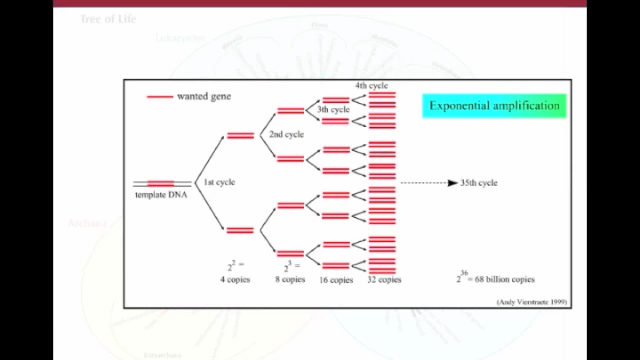 Tree of Life
4th cycle
wanted gene
3th cycle
Exponential amplification
2nd cycle
1st cycle
35th cycle
template DNA
2² =
4 copies
2³ =
8 copies
16 copies
32 copies
2³⁶ = 68 billion copies
(Andy Vierstraete 1999)
Archaea